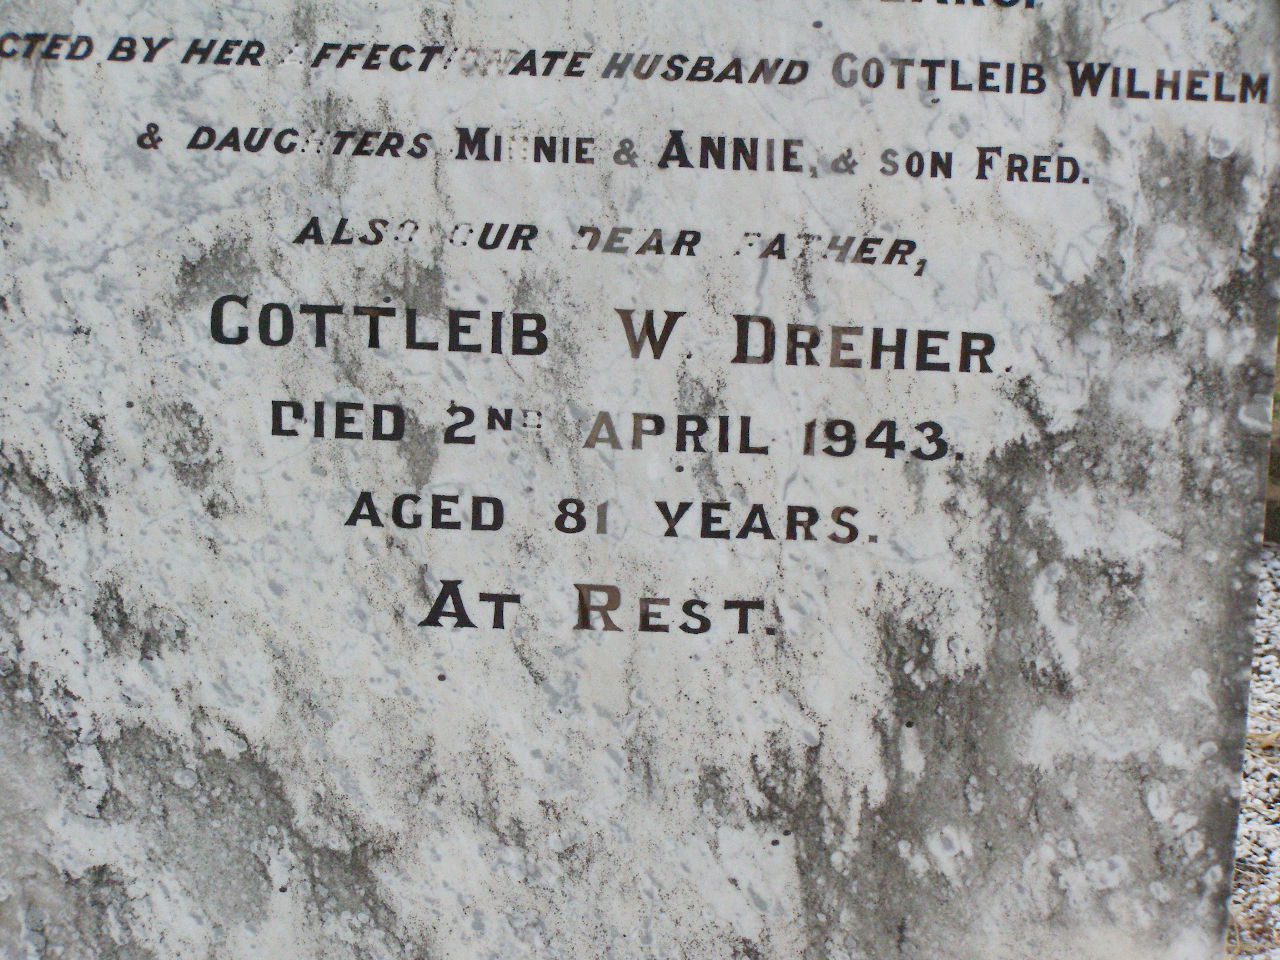 CTED BY HER AFFECTIONATE HUSBAND GOTTLEIB WILHELM
& DAUGHTERS MINNIE & ANNIE, & SON FRED.
ALSO OUR DEAR FATHER,
GOTTLEIB W. DREHER.
DIED 2ND APRIL 1943.
AGED 81 YEARS.
AT REST.